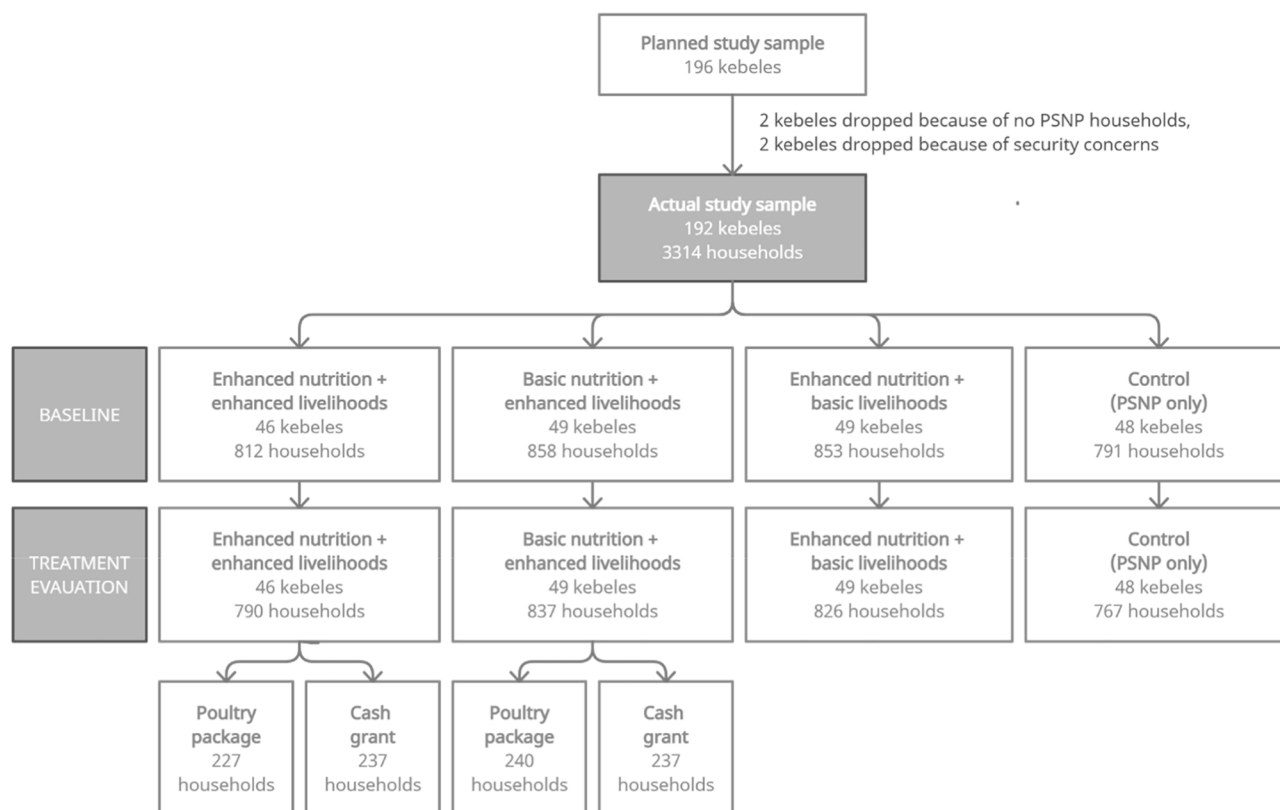 Planned study sample
196 kebeles
2 kebeles dropped because of no PSNP households,
2 kebeles dropped because of security concerns
Actual study sample
192 kebeles
3314 households
BASELINE
Enhanced nutrition +
enhanced livelihoods
46 kebeles
812 households
Basic nutrition +
enhanced livelihoods
49 kebeles
858 households
Enhanced nutrition +
basic livelihoods
49 kebeles
853 households
Control
(PSNP only)
48 kebeles
791 households
TREATMENT
EVAUATION
Enhanced nutrition +
enhanced livelihoods
46 kebeles
790 households
Basic nutrition +
enhanced livelihoods
49 kebeles
837 households
Enhanced nutrition +
basic livelihoods
49 kebeles
826 households
Control
(PSNP only)
48 kebeles
767 households
Poultry
package
227
households
Cash
grant
237
households
Poultry
package
240
households
Cash
grant
237
households